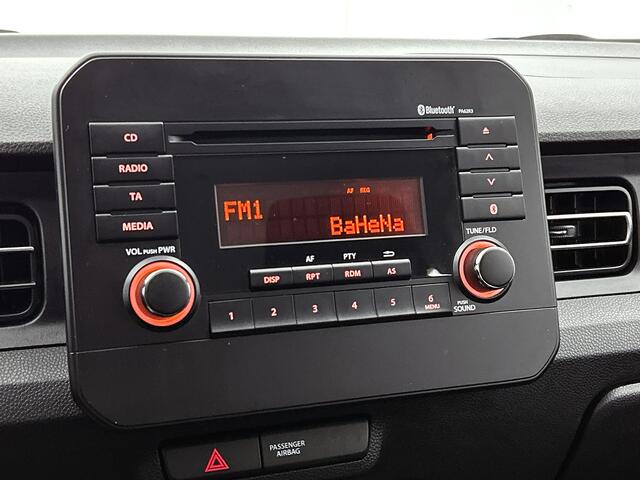 Bluetooth® PA62R3
CD
RADIO
TA
MEDIA
AF REG
FM1
BaHeNa
VOL PUSH PWR
TUNE/FLD
AF PTY
DISP RPT RDM AS
1 2 3 4 5 6
MENU
PUSH
SOUND
PASSENGER
AIRBAG